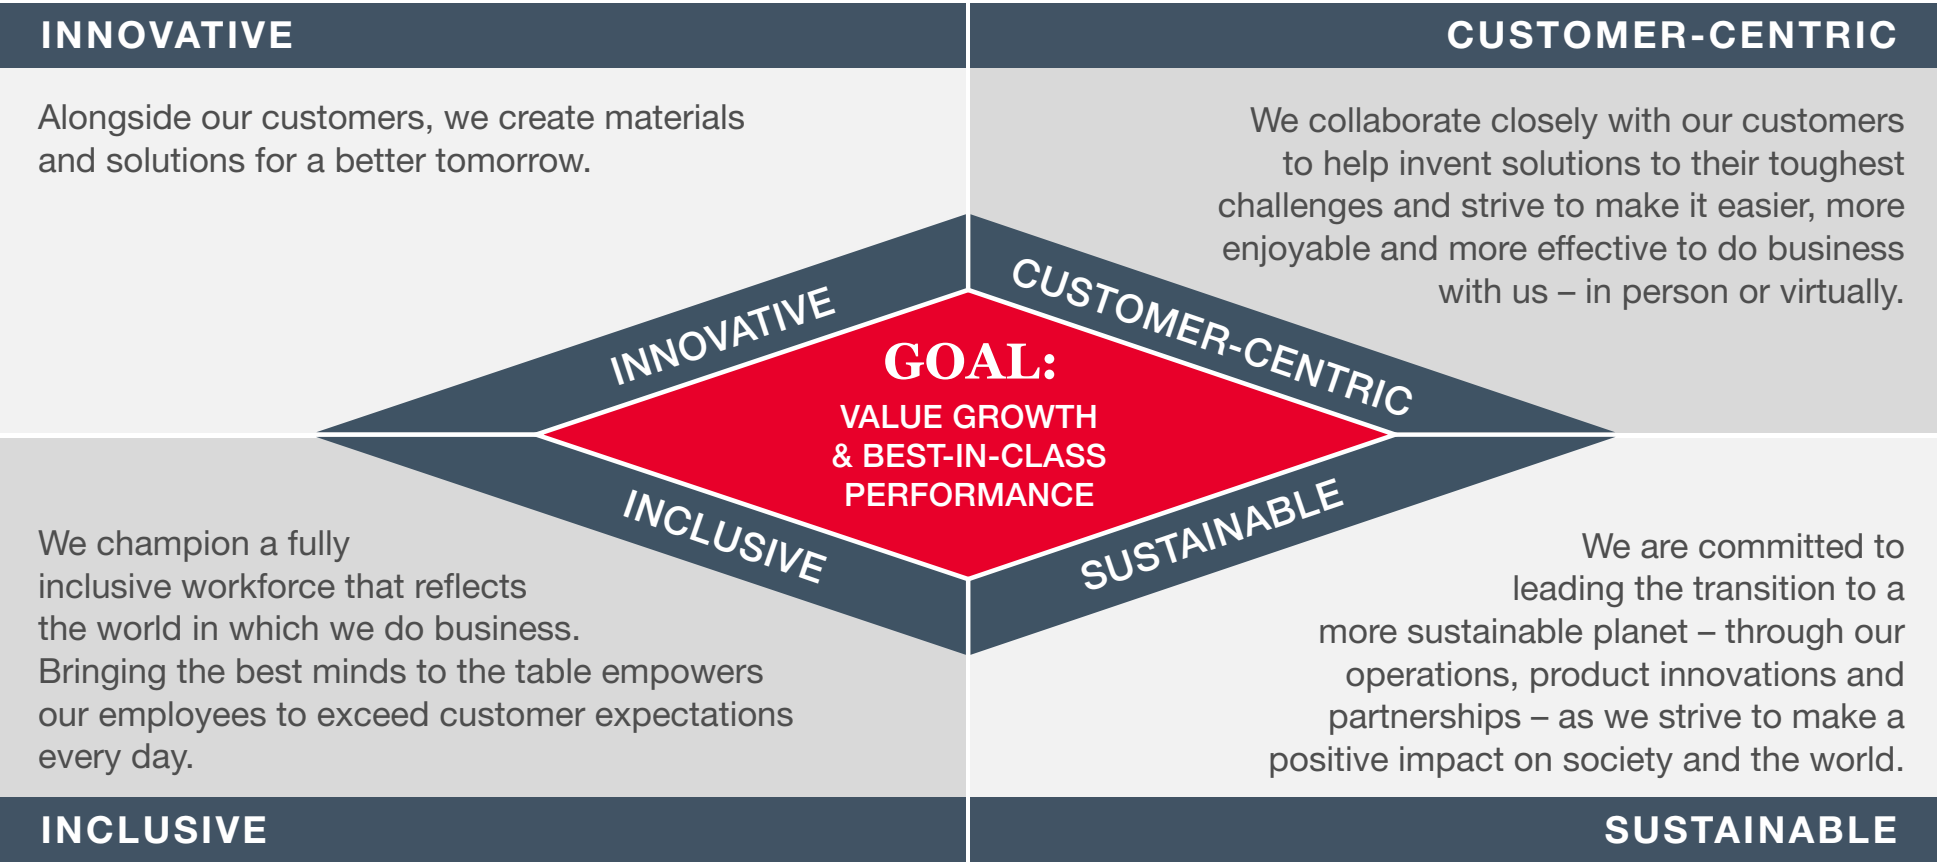 INNOVATIVE
Alongside our customers, we create materials
and solutions for a better tomorrow.
CUSTOMER-CENTRIC
We collaborate closely with our customers
to help invent solutions to their toughest
challenges and strive to make it easier, more
enjoyable and more effective to do business
with us – in person or virtually.
INNOVATIVE
CUSTOMER-CENTRIC
GOAL:
VALUE GROWTH
& BEST-IN-CLASS
PERFORMANCE
INCLUSIVE
SUSTAINABLE
We champion a fully
inclusive workforce that reflects
the world in which we do business.
Bringing the best minds to the table empowers
our employees to exceed customer expectations
every day.
INCLUSIVE
We are committed to
leading the transition to a
more sustainable planet – through our
operations, product innovations and
partnerships – as we strive to make a
positive impact on society and the world.
SUSTAINABLE